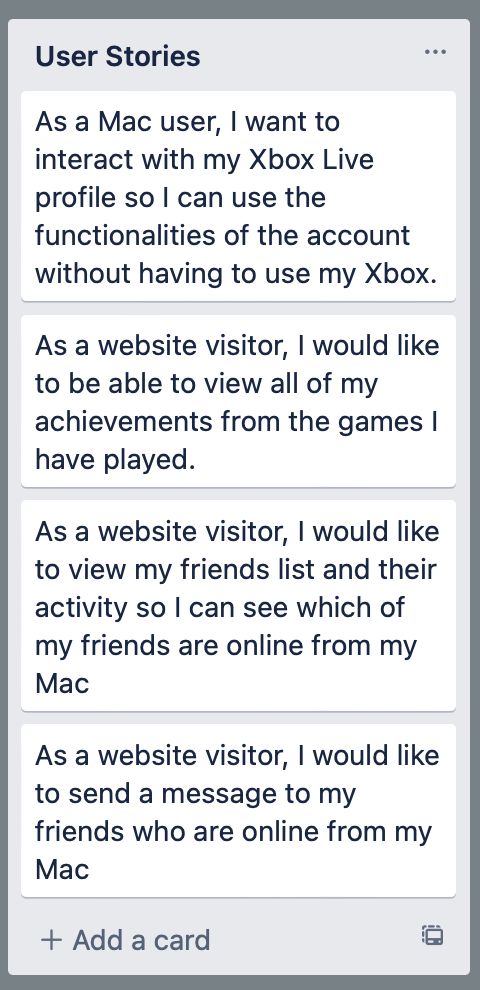 User Stories
As a Mac user, I want to
interact with my Xbox Live
profile so I can use the
functionalities of the account
without having to use my Xbox.
As a website visitor, I would like
to be able to view all of my
achievements from the games I
have played.
As a website visitor, I would like
to view my friends list and their
activity so I can see which of
my friends are online from my
Mac
As a website visitor, I would like
to send a message to my
friends who are online from my
Mac
+ Add a card